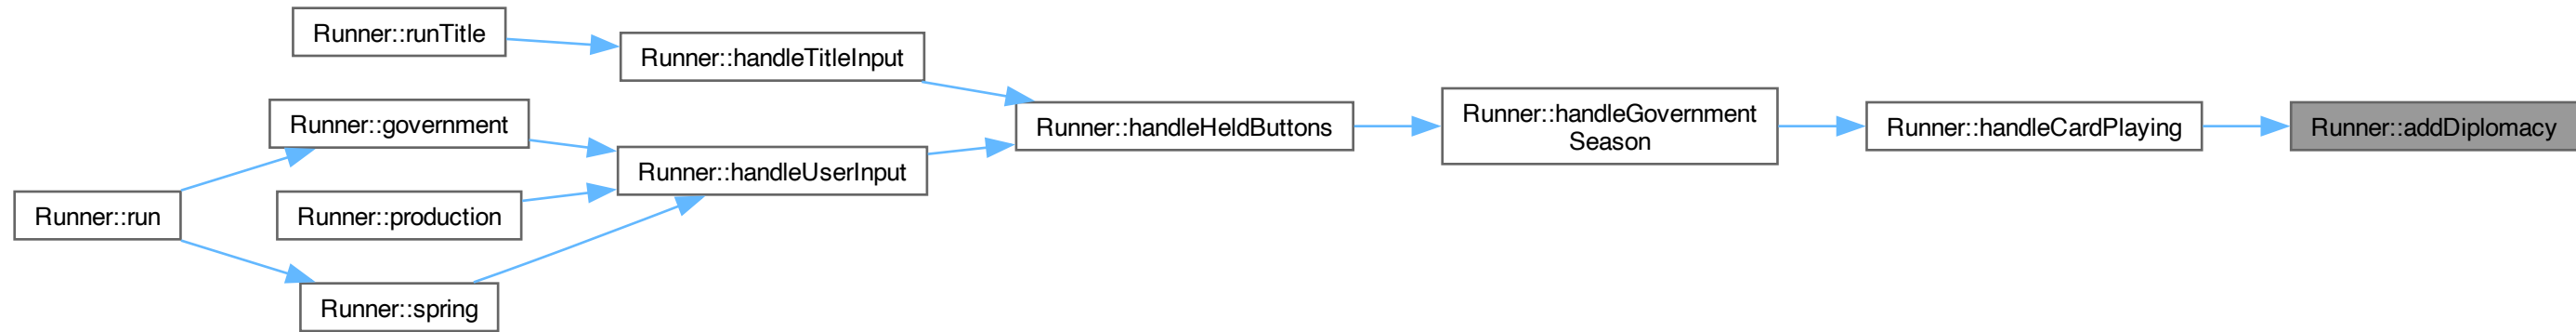 Runner::runTitle
Runner::handleTitleInput
Runner::government
Runner::handleHeldButtons
Runner::handleGovernment
Season
Runner::handleCardPlaying
Runner::addDiplomacy
Runner::handleUserInput
Runner::run
Runner::production
Runner::spring